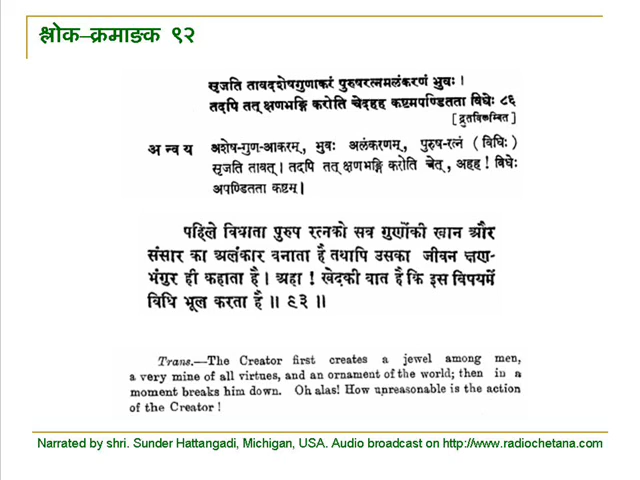 श्लोक–क्रमाङ्क ९२
सृजति तावदशेषगुणाकरं पुरुषरत्नमलंकरणं भुवः ।
तदपि तत् क्षणभङ्गि करोति चेदहह कष्टमपण्डितता विधेः ८६
[ द्रुतविलम्बित ]
अ न्व य अशेष-गुण-आकरम्, भुवः अलंकरणम्, पुरुष-रत्नं ( विधिः )
सृजति तावत् । तदपि तत् क्षणभङ्गि करोति चेत्, अहह ! विधेः
अपण्डितता कष्टम् ।
पहिले विधाता पुरुष रत्नको सब गुणोंकी खान और
संसार का अलंकार बनाता है तथापि उसका जीवन क्षण-
भंगुर ही कहाता है । अहा ! खेदकी बात है कि इस विषयमें
विधि भूल करता है ॥ ९३ ॥
Trans.—The Creator first creates a jewel among men,
a very mine of all virtues, and an ornament of the world; then in a
moment breaks him down. Oh alas! How unreasonable is the action
of the Creator !
Narrated by shri. Sunder Hattangadi, Michigan, USA. Audio broadcast on http://www.radiochetana.com